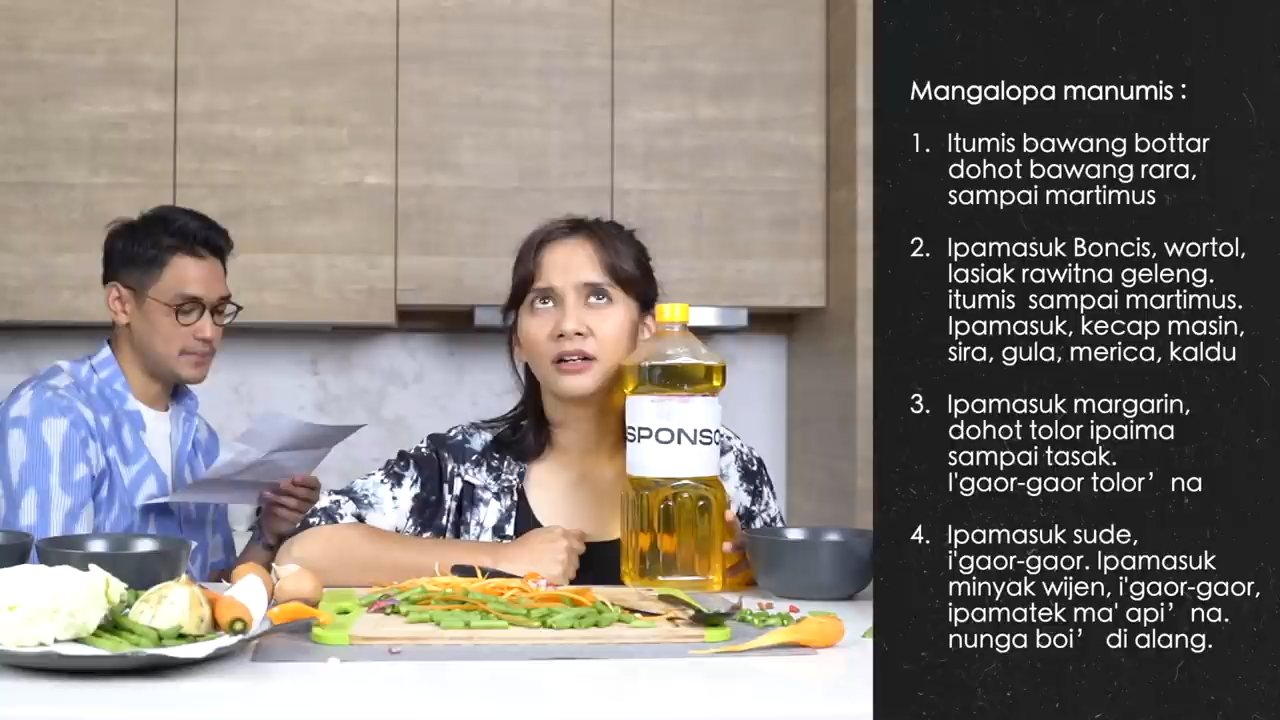 Mangalopa manumis :
1. Itumis bawang bottar
dohot bawang rara,
sampai martimus
2. Ipamasuk Boncis, wortol,
lasiak rawitna geleng.
itumis sampai martimus.
Ipamasuk, kecap masin,
sira, gula, merica, kaldu
3. Ipamasuk margarin,
dohot tolor ipaima
sampai tasak.
I'gaor-gaor tolor’ na
4. Ipamasuk sude,
i'gaor-gaor. Ipamasuk
minyak wijen, i'gaor-gaor,
ipamatek ma' api’ na.
nunga boi’ di alang.
SPONSO